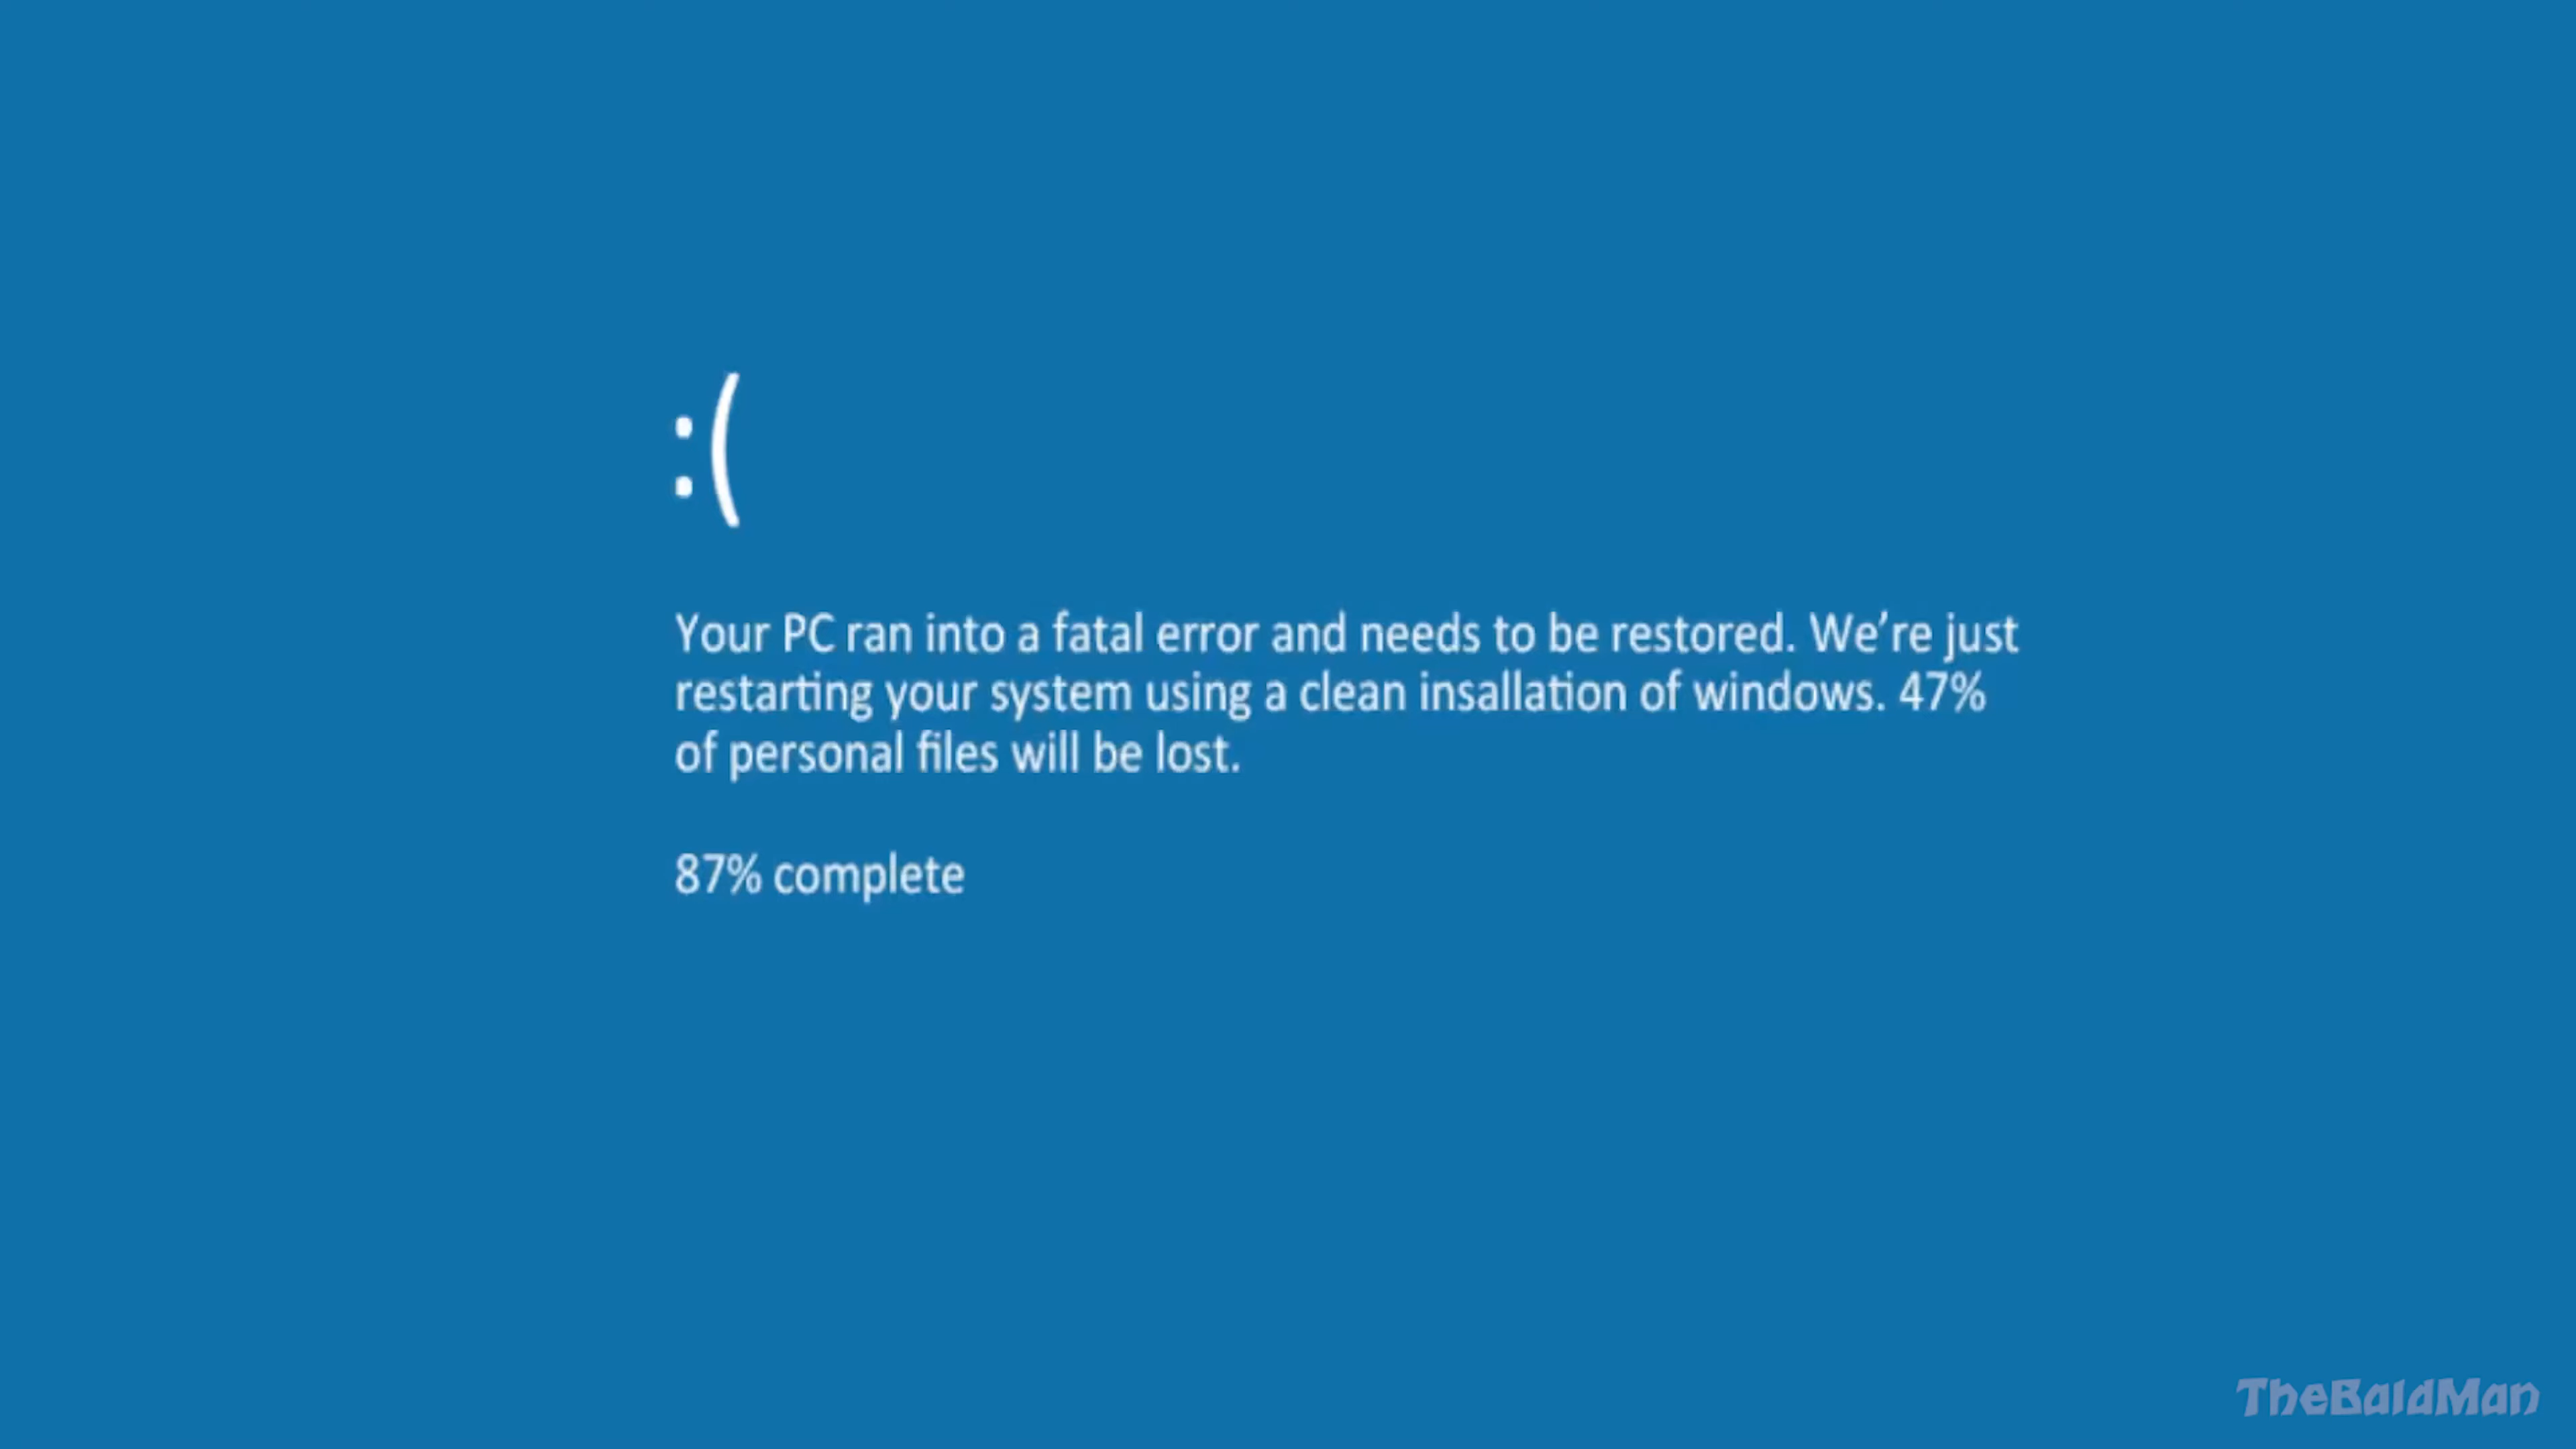 :(
Your PC ran into a fatal error and needs to be restored. We’re just
restarting your system using a clean insallation of windows. 47%
of personal files will be lost.
87% complete
TheBaldMan